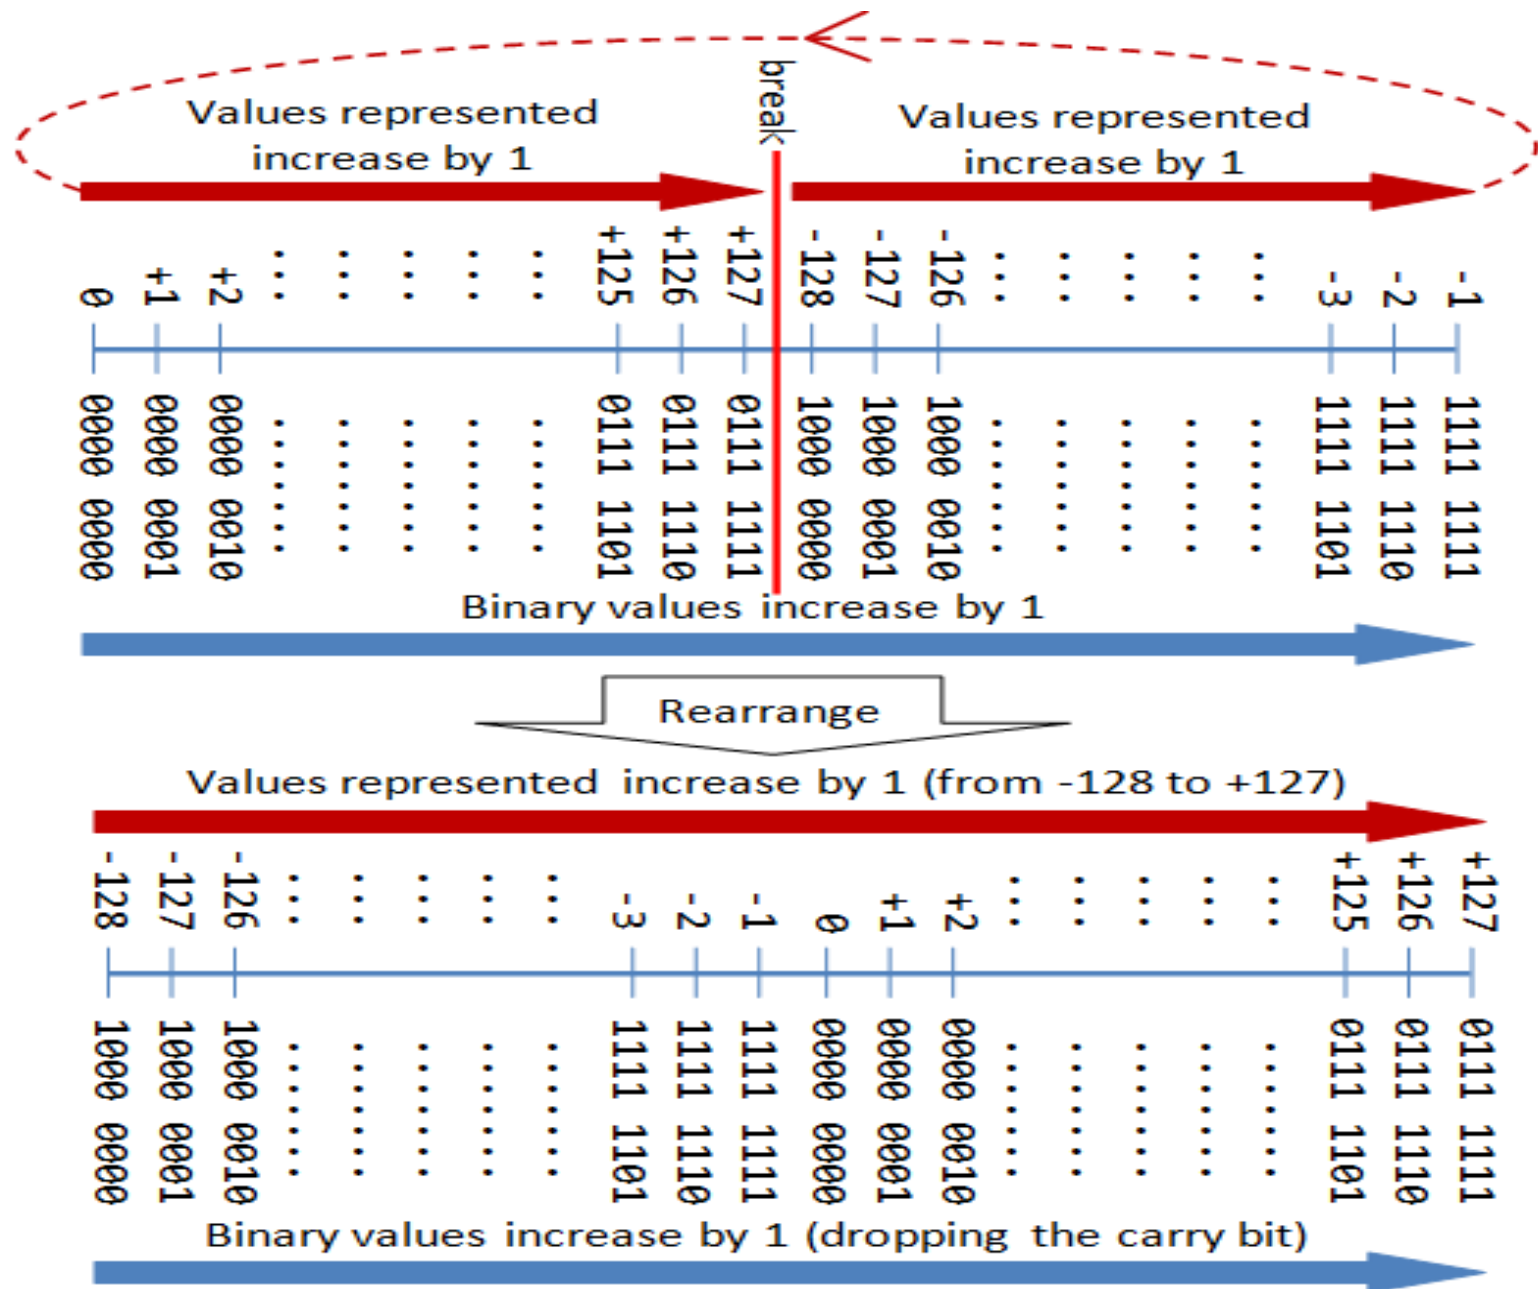 break
Values represented
increase by 1
Values represented
increase by 1
0 +1 +2 ... ... ... ... ... +125 +126 +127 -128 -127 -126 ... ... ... ... ... -3 -2 -1
0000 0000
0000 0001
0000 0010
0111 1101
0111 1110
0111 1111
1000 0000
1000 0001
1000 0010
1111 1101
1111 1110
1111 1111
Binary values increase by 1
Rearrange
Values represented increase by 1 (from -128 to +127)
-128 -127 -126 ... ... ... ... ... -3 -2 -1 0 +1 +2 ... ... ... ... ... +125 +126 +127
1000 0000
1000 0001
1000 0010
1111 1101
1111 1110
1111 1111
0000 0000
0000 0001
0000 0010
0111 1101
0111 1110
0111 1111
Binary values increase by 1 (dropping the carry bit)